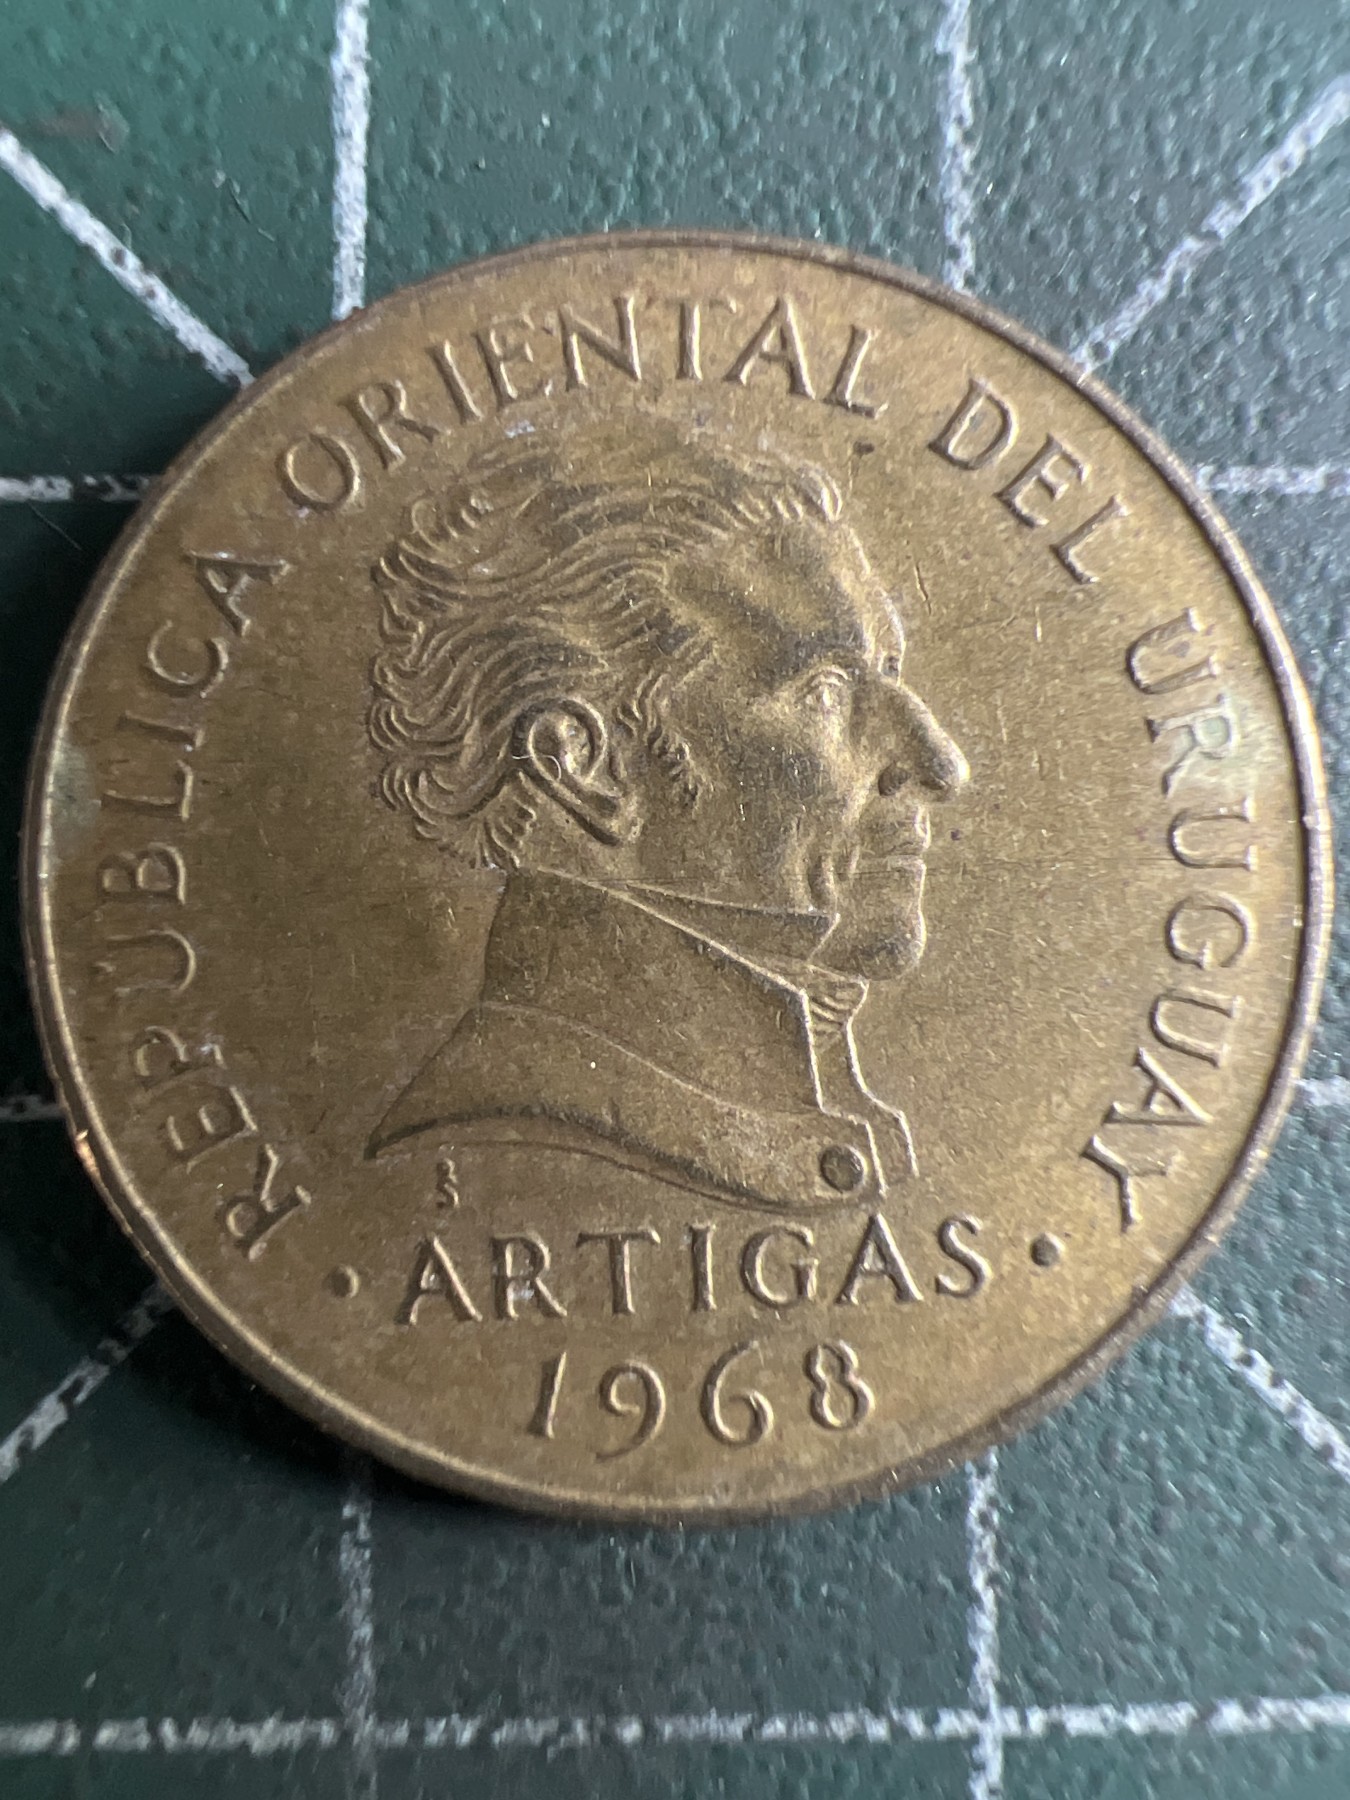 REPUBLICA ORIENTAL DEL URUGUAY
· ARTIGAS ·
1968